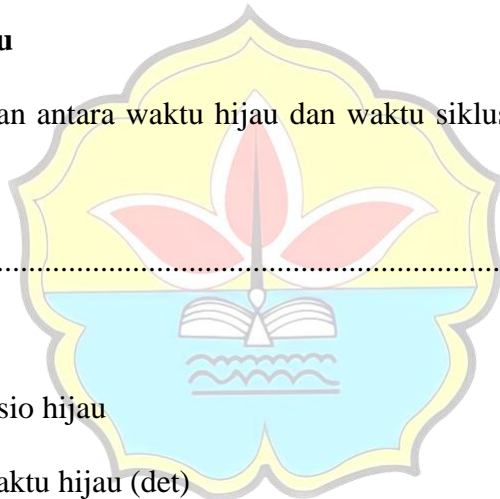 u
an antara waktu hijau dan waktu siklus
....................................................................................
sio hijau
aktu hijau (det)